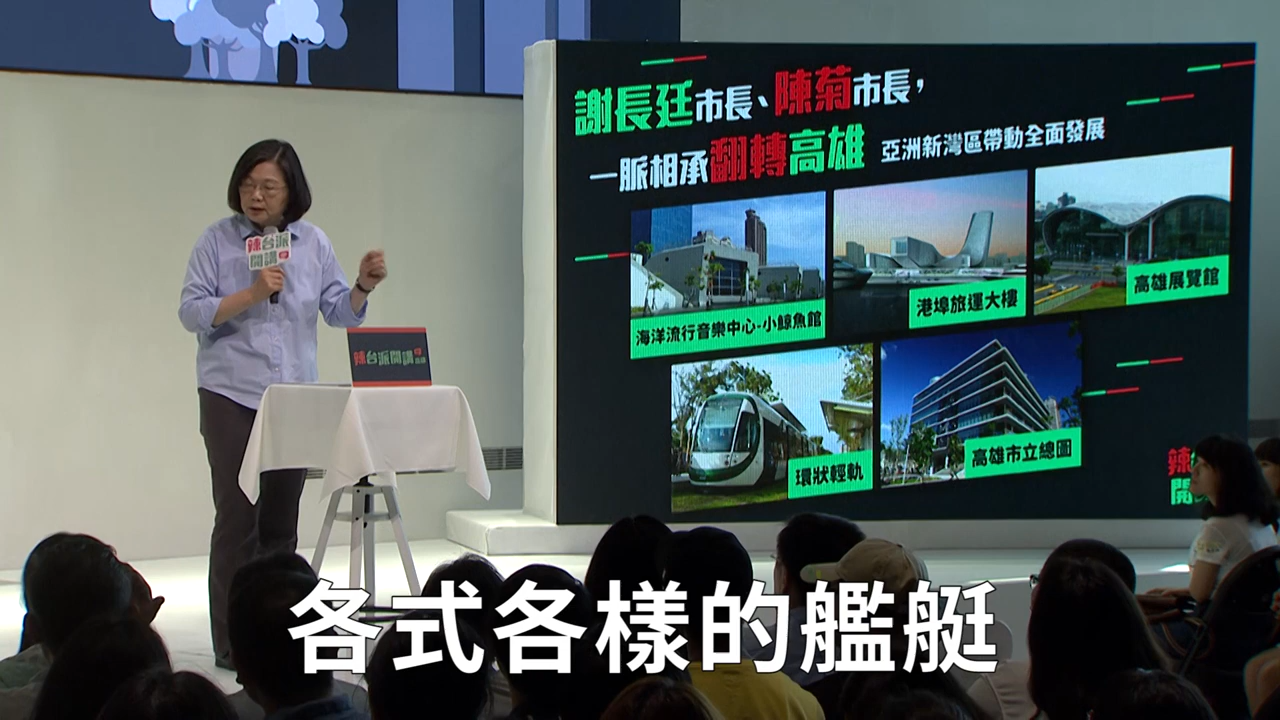 謝長廷市長、陳菊市長，
一脈相承翻轉高雄 亞洲新灣區帶動全面發展
辣台派
開講
海洋流行音樂中心-小鯨魚館
港埠旅運大樓
高雄展覽館
辣台派開講
環狀輕軌
高雄市立總圖
辣
開
各式各樣的艦艇